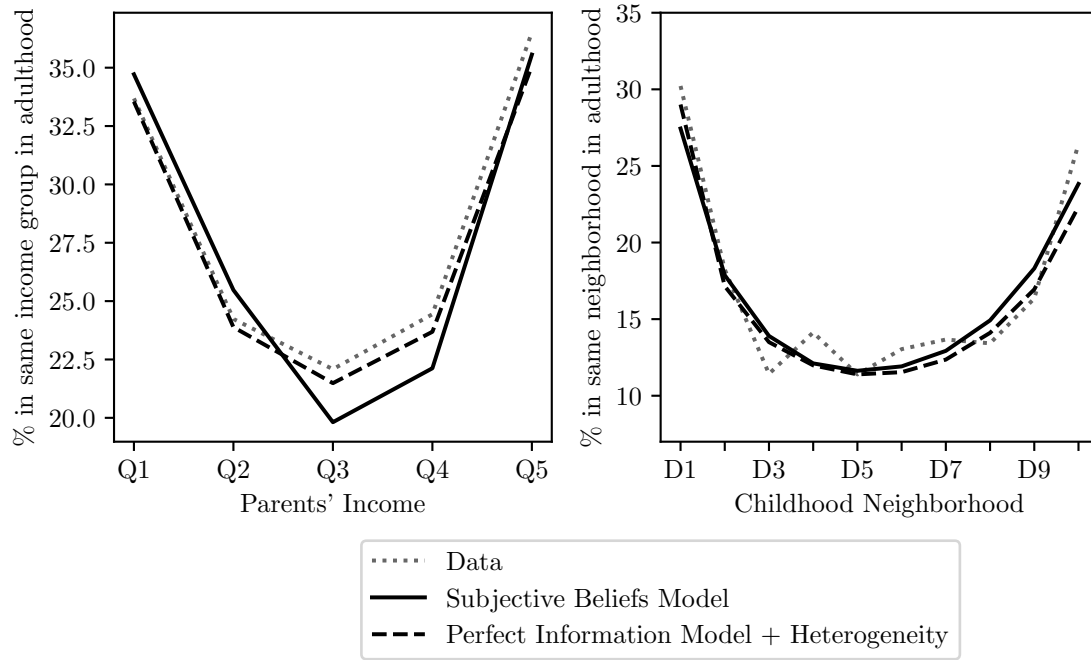 % in same income group in adulthood
35.0
32.5
30.0
27.5
25.0
22.5
20.0
Q1 Q2 Q3 Q4 Q5
Parents’ Income
% in same neighborhood in adulthood
35
30
25
20
15
10
D1 D3 D5 D7 D9
Childhood Neighborhood
Data
Subjective Beliefs Model
Perfect Information Model + Heterogeneity